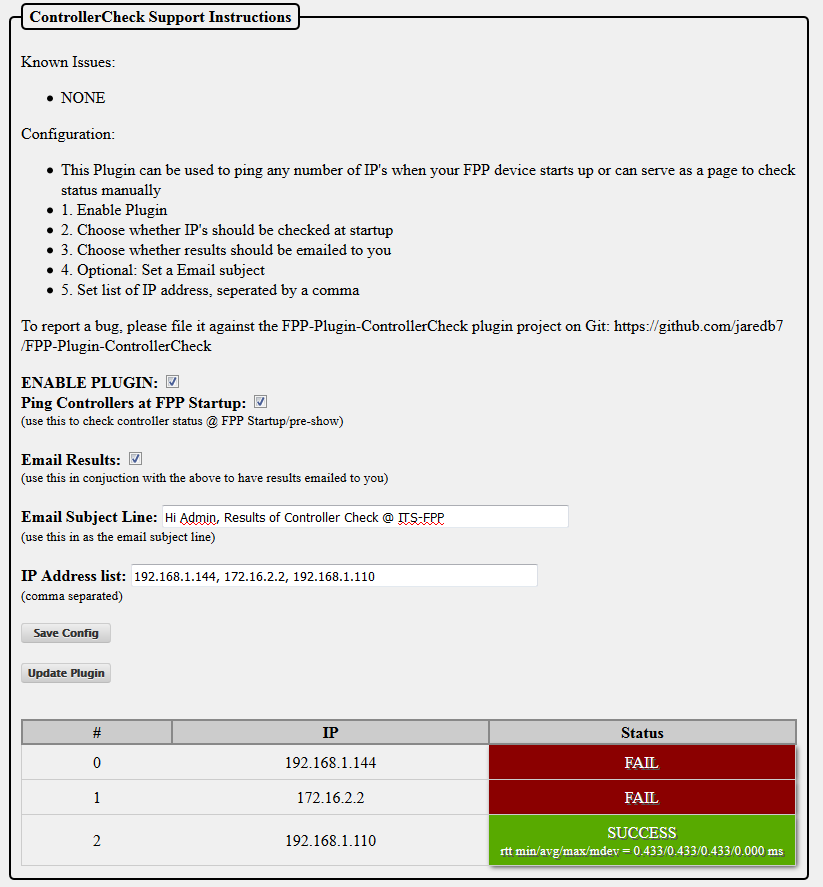 ControllerCheck Support Instructions
Known Issues:
NONE
Configuration:
This Plugin can be used to ping any number of IP's when your FPP device starts up or can serve as a page to check
status manually
1. Enable Plugin
2. Choose whether IP's should be checked at startup
3. Choose whether results should be emailed to you
4. Optional: Set a Email subject
5. Set list of IP address, seperated by a comma
To report a bug, please file it against the FPP-Plugin-ControllerCheck plugin project on Git: https://github.com/jaredb7
/FPP-Plugin-ControllerCheck
ENABLE PLUGIN:
Ping Controllers at FPP Startup:
(use this to check controller status @ FPP Startup/pre-show)
Email Results:
(use this in conjuction with the above to have results emailed to you)
Email Subject Line: Hi Admin, Results of Controller Check @ ITS-FPP
(use this in as the email subject line)
IP Address list: 192.168.1.144, 172.16.2.2, 192.168.1.110
(comma separated)
Save Config
Update Plugin
# IP Status
0 192.168.1.144 FAIL
1 172.16.2.2 FAIL
2 192.168.1.110 SUCCESS
rtt min/avg/max/mdev = 0.433/0.433/0.433/0.000 ms